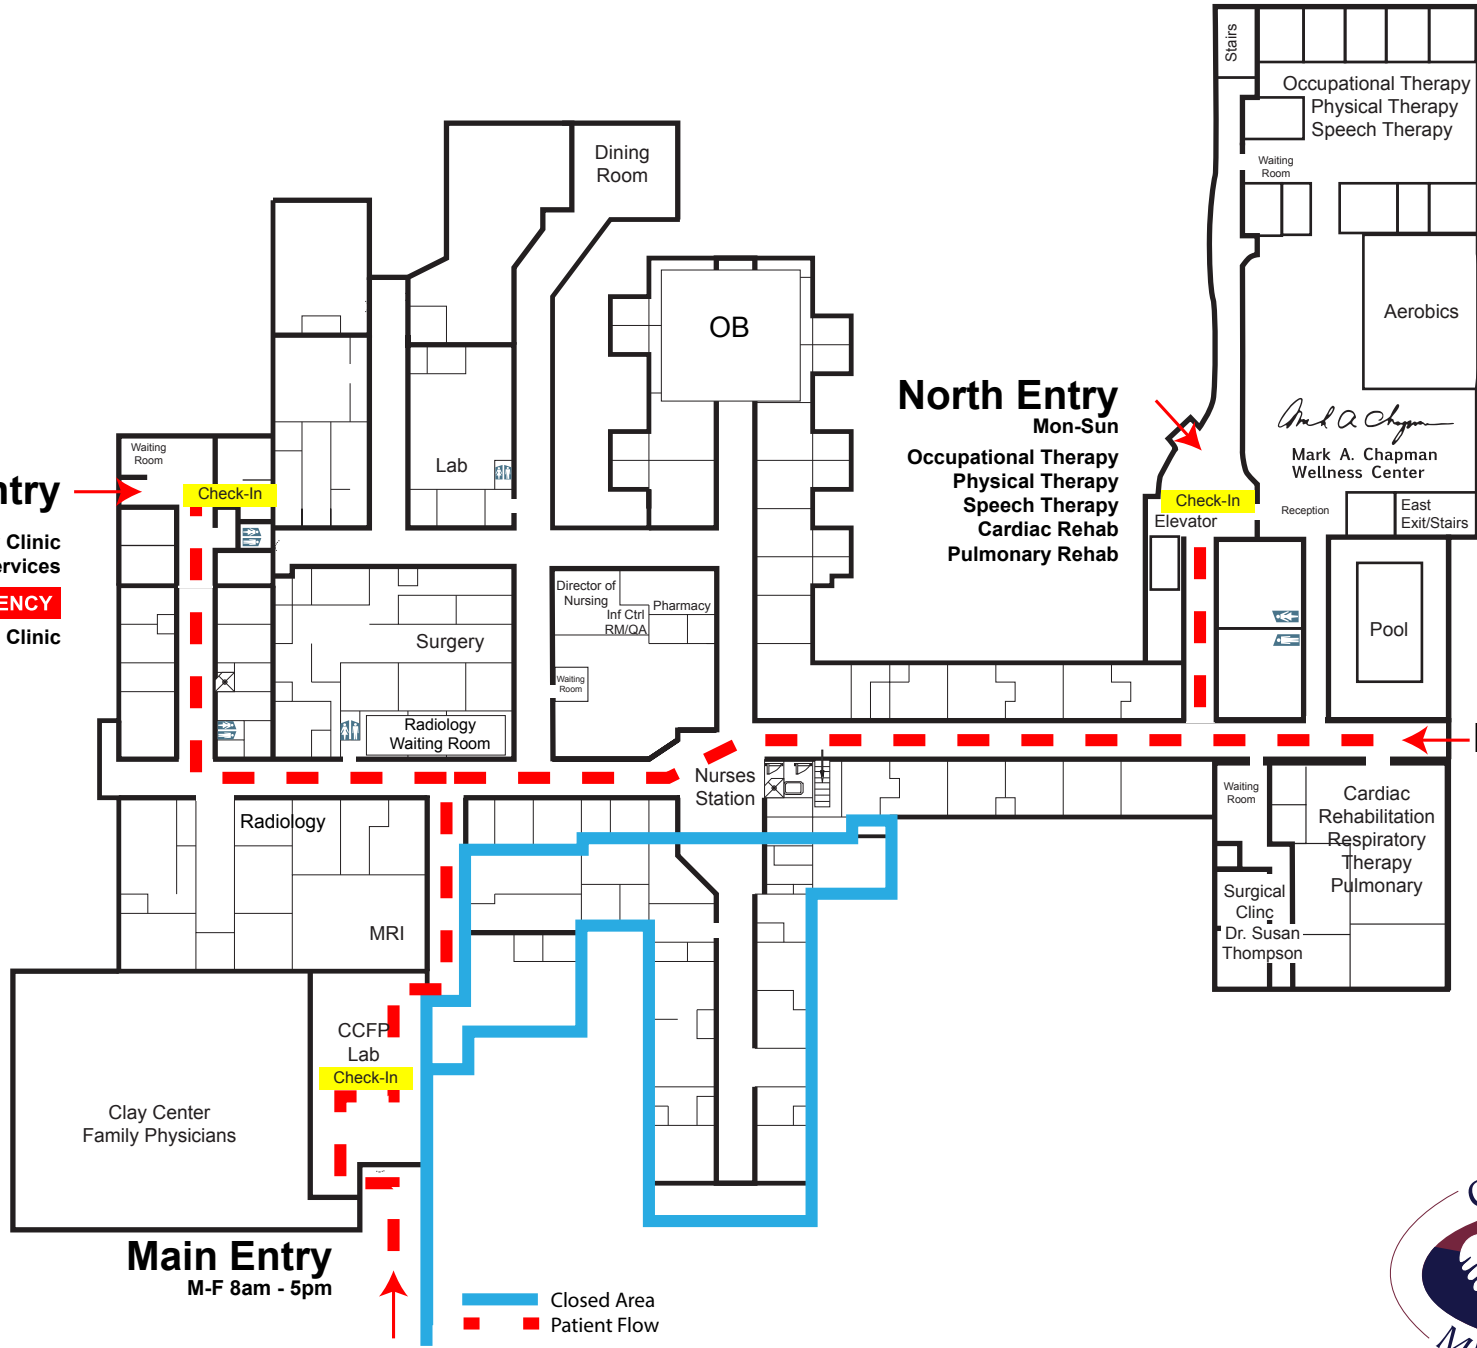 Stairs
Occupational Therapy
Physical Therapy
Speech Therapy
Waiting
Room
Dining
Room
OB
Aerobics
Mark A Chapman
Mark A. Chapman
Wellness Center
North Entry
Mon-Sun
Occupational Therapy
Physical Therapy
Speech Therapy
Cardiac Rehab
Pulmonary Rehab
Check-In
Elevator
Reception
East
Exit/Stairs
Waiting
Room
Check-In
Clinic
Clinic
Lab
Director of
Nursing
Inf Ctrl
RM/QA
Pharmacy
Waiting
Room
Surgery
Radiology
Waiting Room
Pool
Nurses
Station
Radiology
MRI
Waiting
Room
Cardiac
Rehabilitation
Respiratory
Therapy
Pulmonary
Surgical
Clinc
Dr. Susan
Thompson
CCFP
Lab
Check-In
Clay Center
Family Physicians
Main Entry
M-F 8am - 5pm
Closed Area
Patient Flow